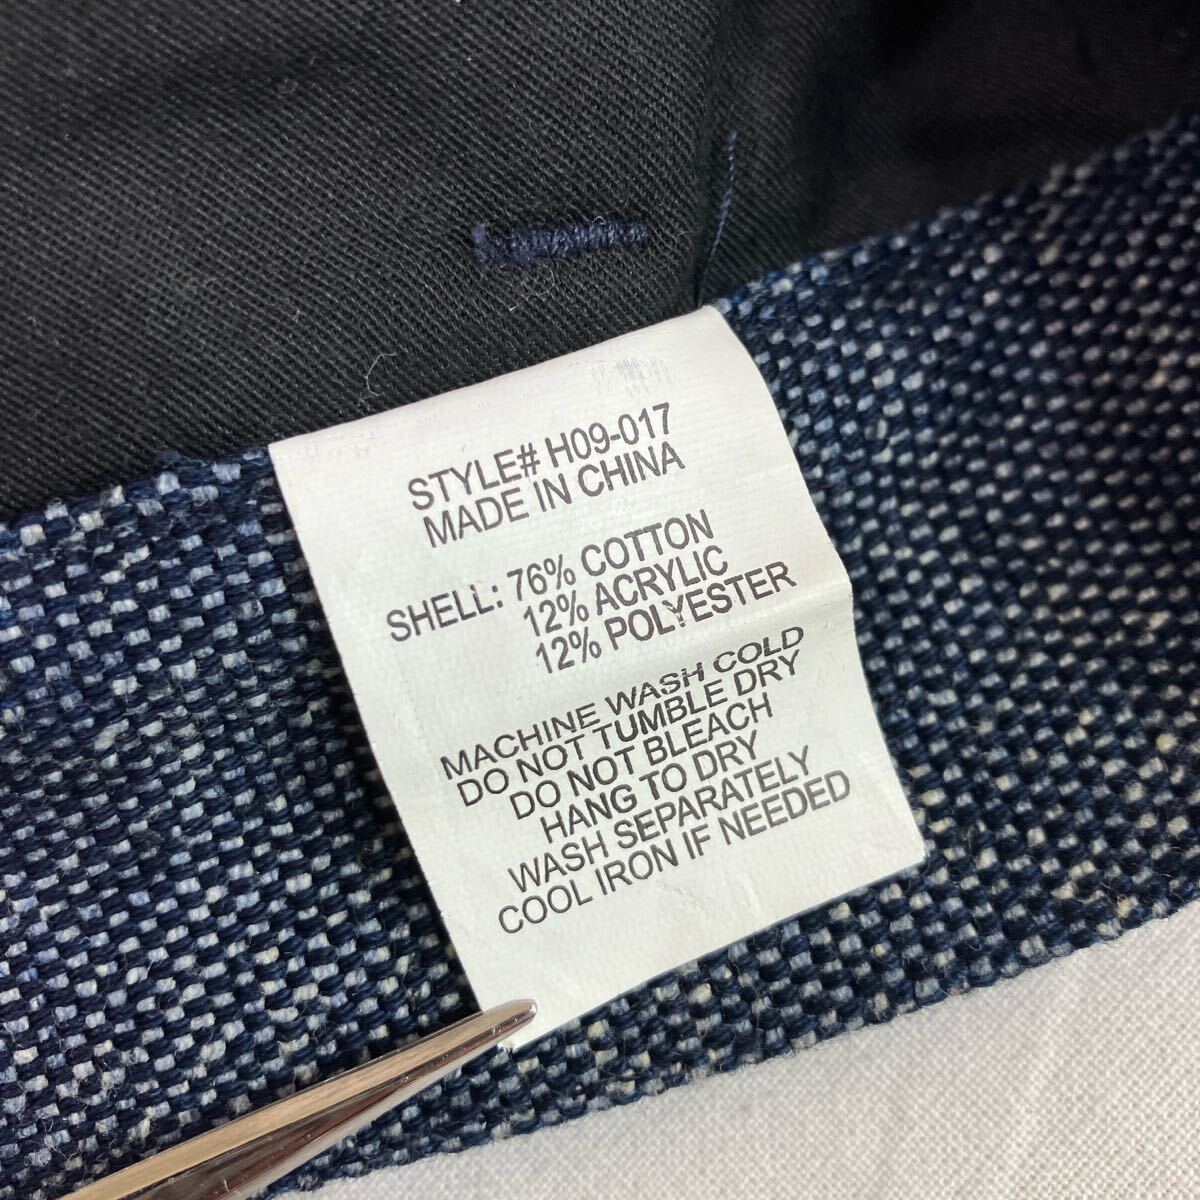 STYLE# H09-017
MADE IN CHINA
SHELL: 76% COTTON
12% ACRYLIC
12% POLYESTER
MACHINE WASH COLD
DO NOT TUMBLE DRY
DO NOT BLEACH
HANG TO DRY
WASH SEPARATELY
COOL IRON IF NEEDED